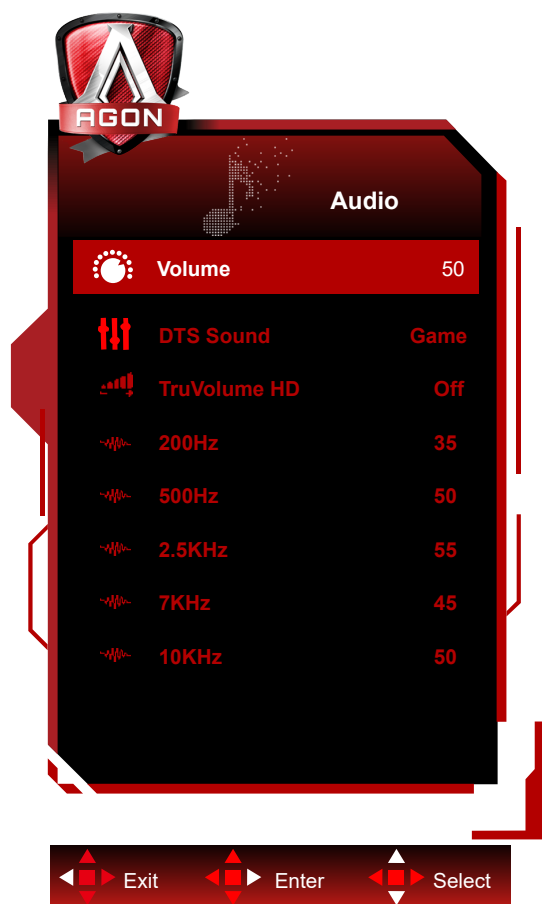 AGON
Audio
Volume 50
DTS Sound Game
TruVolume HD Off
200Hz 35
500Hz 50
2.5KHz 55
7KHz 45
10KHz 50
Exit Enter Select